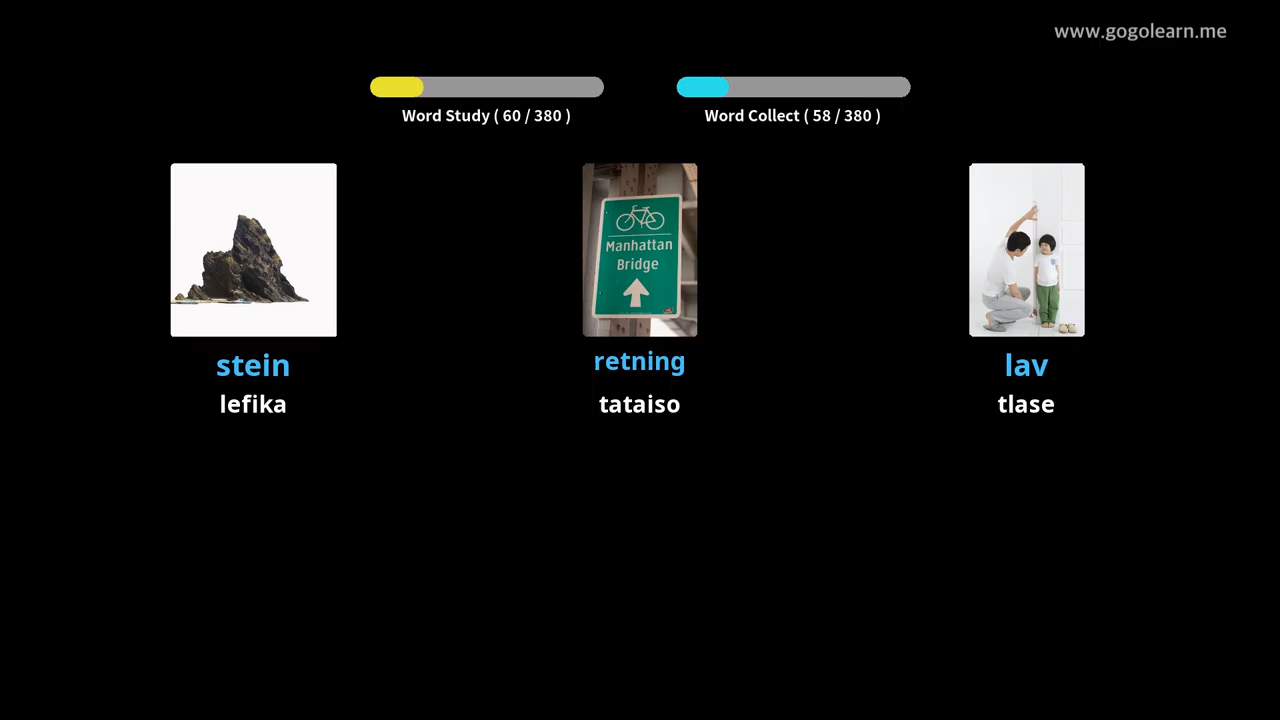 www.gogolearn.me
Word Study ( 60 / 380 )
Word Collect ( 58 / 380 )
Manhattan
Bridge
stein
retning
lav
lefika
tataiso
tlase